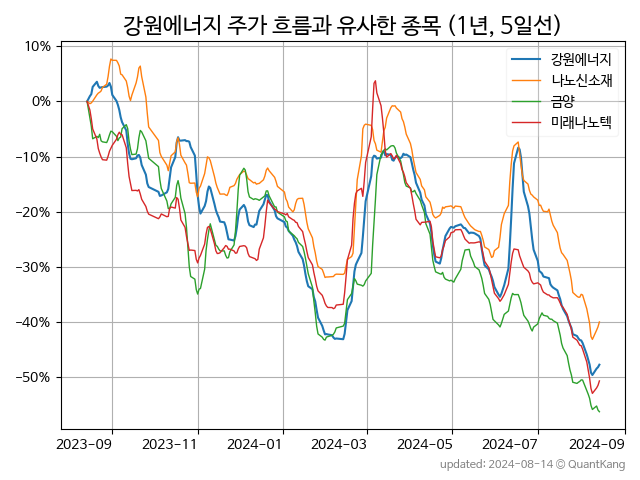 강원에너지 주가 흐름과 유사한 종목 (1년, 5일선)
10%
0%
−10%
−20%
−30%
−40%
−50%
강원에너지
나노신소재
금양
미래나노텍
2023-09
2023-11
2024-01
2024-03
2024-05
2024-07
2024-09
updated: 2024-08-14 © QuantKang